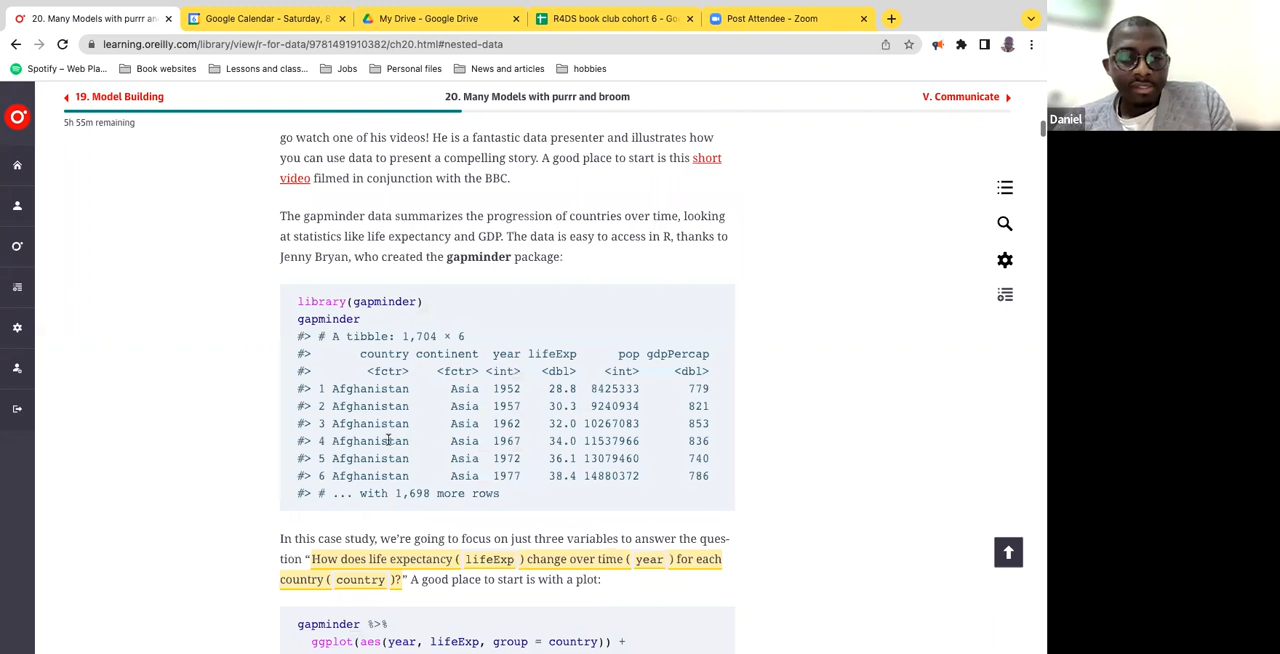 20. Many Models with purrr an
Google Calendar - Saturday, 8
My Drive - Google Drive
R4DS book club cohort 6 - Go
Post Attendee - Zoom
learning.oreilly.com/library/view/r-for-data/9781491910382/ch20.html#nested-data
Spotify – Web Pla...
Book websites
Lessons and class...
Jobs
Personal files
News and articles
hobbies
19. Model Building
20. Many Models with purrr and broom
V. Communicate
5h 55m remaining
go watch one of his videos! He is a fantastic data presenter and illustrates how
you can use data to present a compelling story. A good place to start is this short
video filmed in conjunction with the BBC.
The gapminder data summarizes the progression of countries over time, looking
at statistics like life expectancy and GDP. The data is easy to access in R, thanks to
Jenny Bryan, who created the gapminder package:
library(gapminder)
gapminder
#> # A tibble: 1,704 × 6
#> country continent year lifeExp pop gdpPercap
#> <fctr> <fctr> <int> <dbl> <int> <dbl>
#> 1 Afghanistan Asia 1952 28.8 8425333 779
#> 2 Afghanistan Asia 1957 30.3 9240934 821
#> 3 Afghanistan Asia 1962 32.0 10267083 853
#> 4 Afghanistan Asia 1967 34.0 11537966 836
#> 5 Afghanistan Asia 1972 36.1 13079460 740
#> 6 Afghanistan Asia 1977 38.4 14880372 786
#> # ... with 1,698 more rows
In this case study, we’re going to focus on just three variables to answer the ques-
tion “How does life expectancy ( lifeExp ) change over time ( year ) for each
country ( country )?” A good place to start is with a plot:
gapminder %>%
ggplot(aes(year, lifeExp, group = country)) +
Daniel